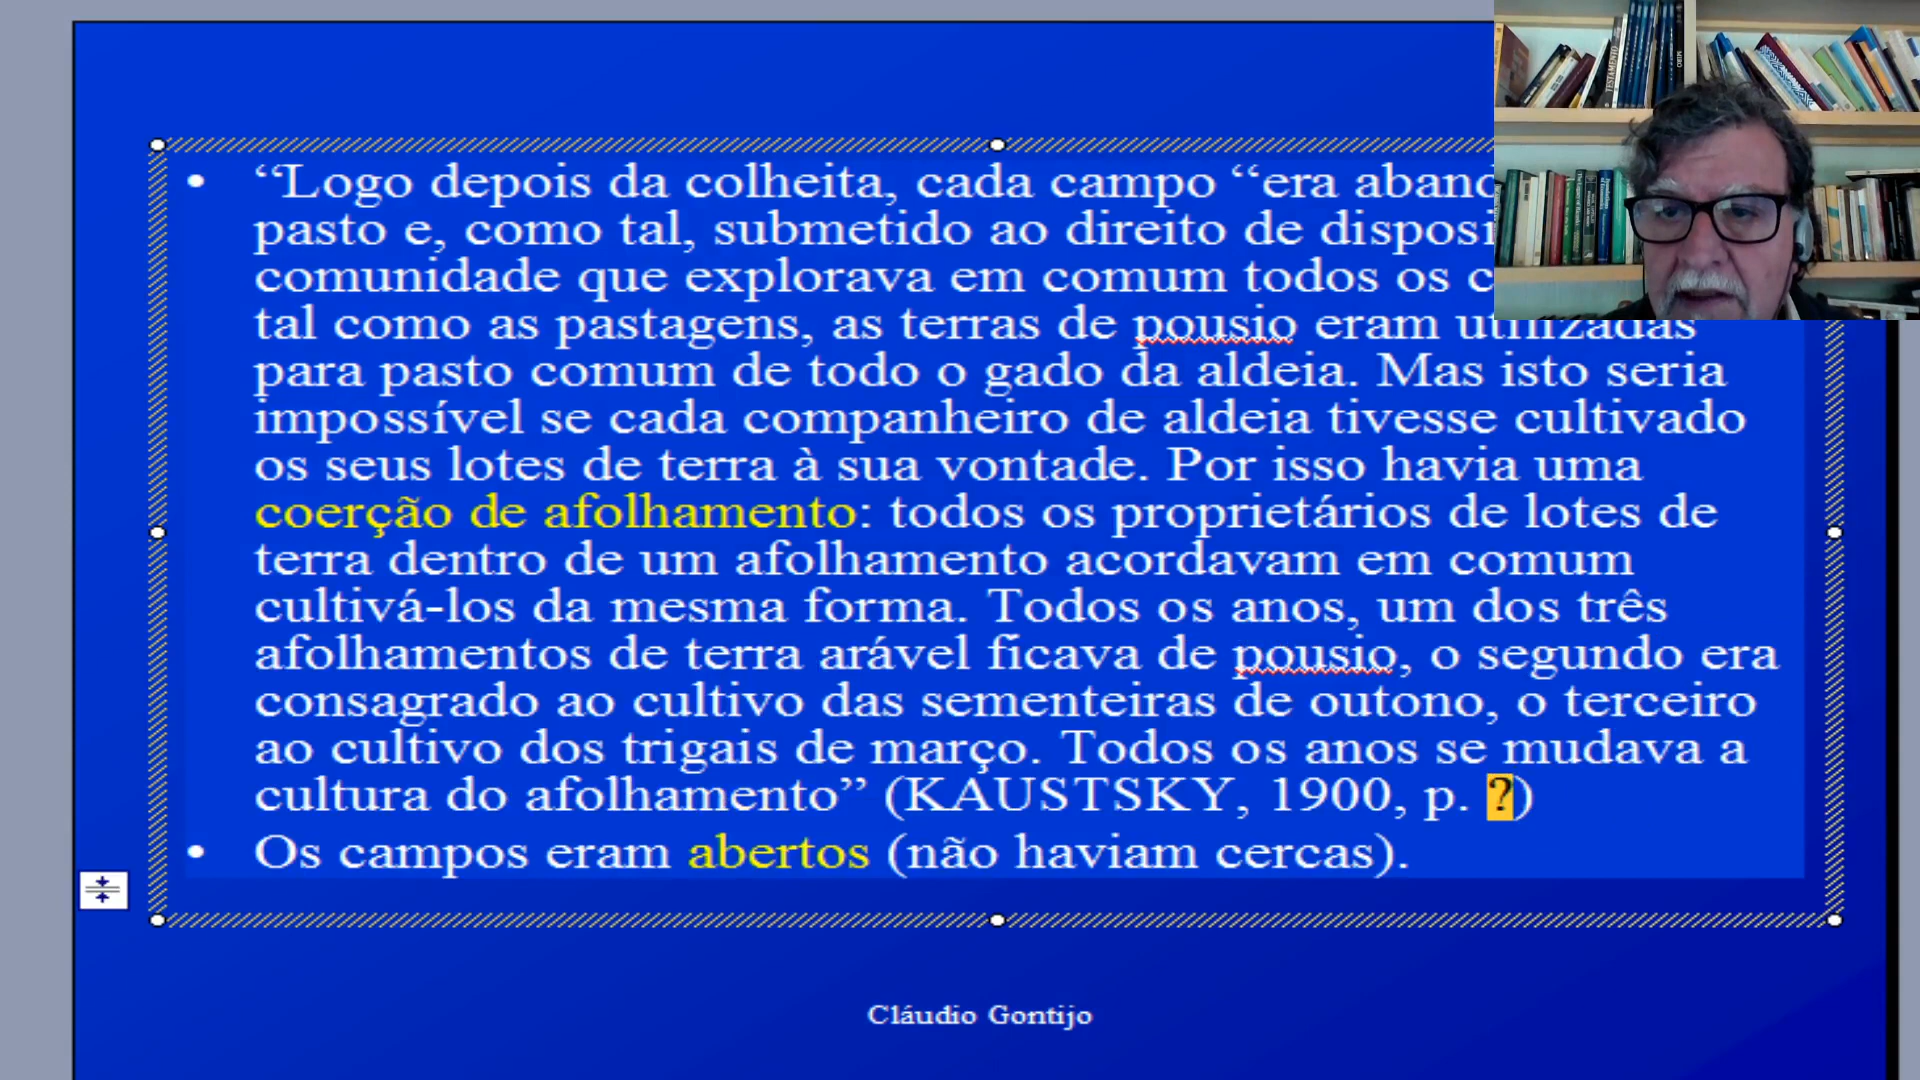 • “Logo depois da colheita, cada campo “era
pasto e, como tal, submetido ao direito de
comunidade que explorava em comum todos os
tal como as pastagens, as terras de pousio eram utilizadas
para pasto comum de todo o gado da aldeia. Mas isto seria
impossível se cada companheiro de aldeia tivesse cultivado
os seus lotes de terra à sua vontade. Por isso havia uma
coerção de afolhamento: todos os proprietários de lotes de
terra dentro de um afolhamento acordavam em comum
cultivá-los da mesma forma. Todos os anos, um dos três
afolhamentos de terra arável ficava de pousio, o segundo era
consagrado ao cultivo das sementeiras de outono, o terceiro
ao cultivo dos trigais de março. Todos os anos se mudava a
cultura do afolhamento” (KAUSTSKY, 1900, p. ?)
• Os campos eram abertos (não haviam cercas).
Cláudio Gontijo